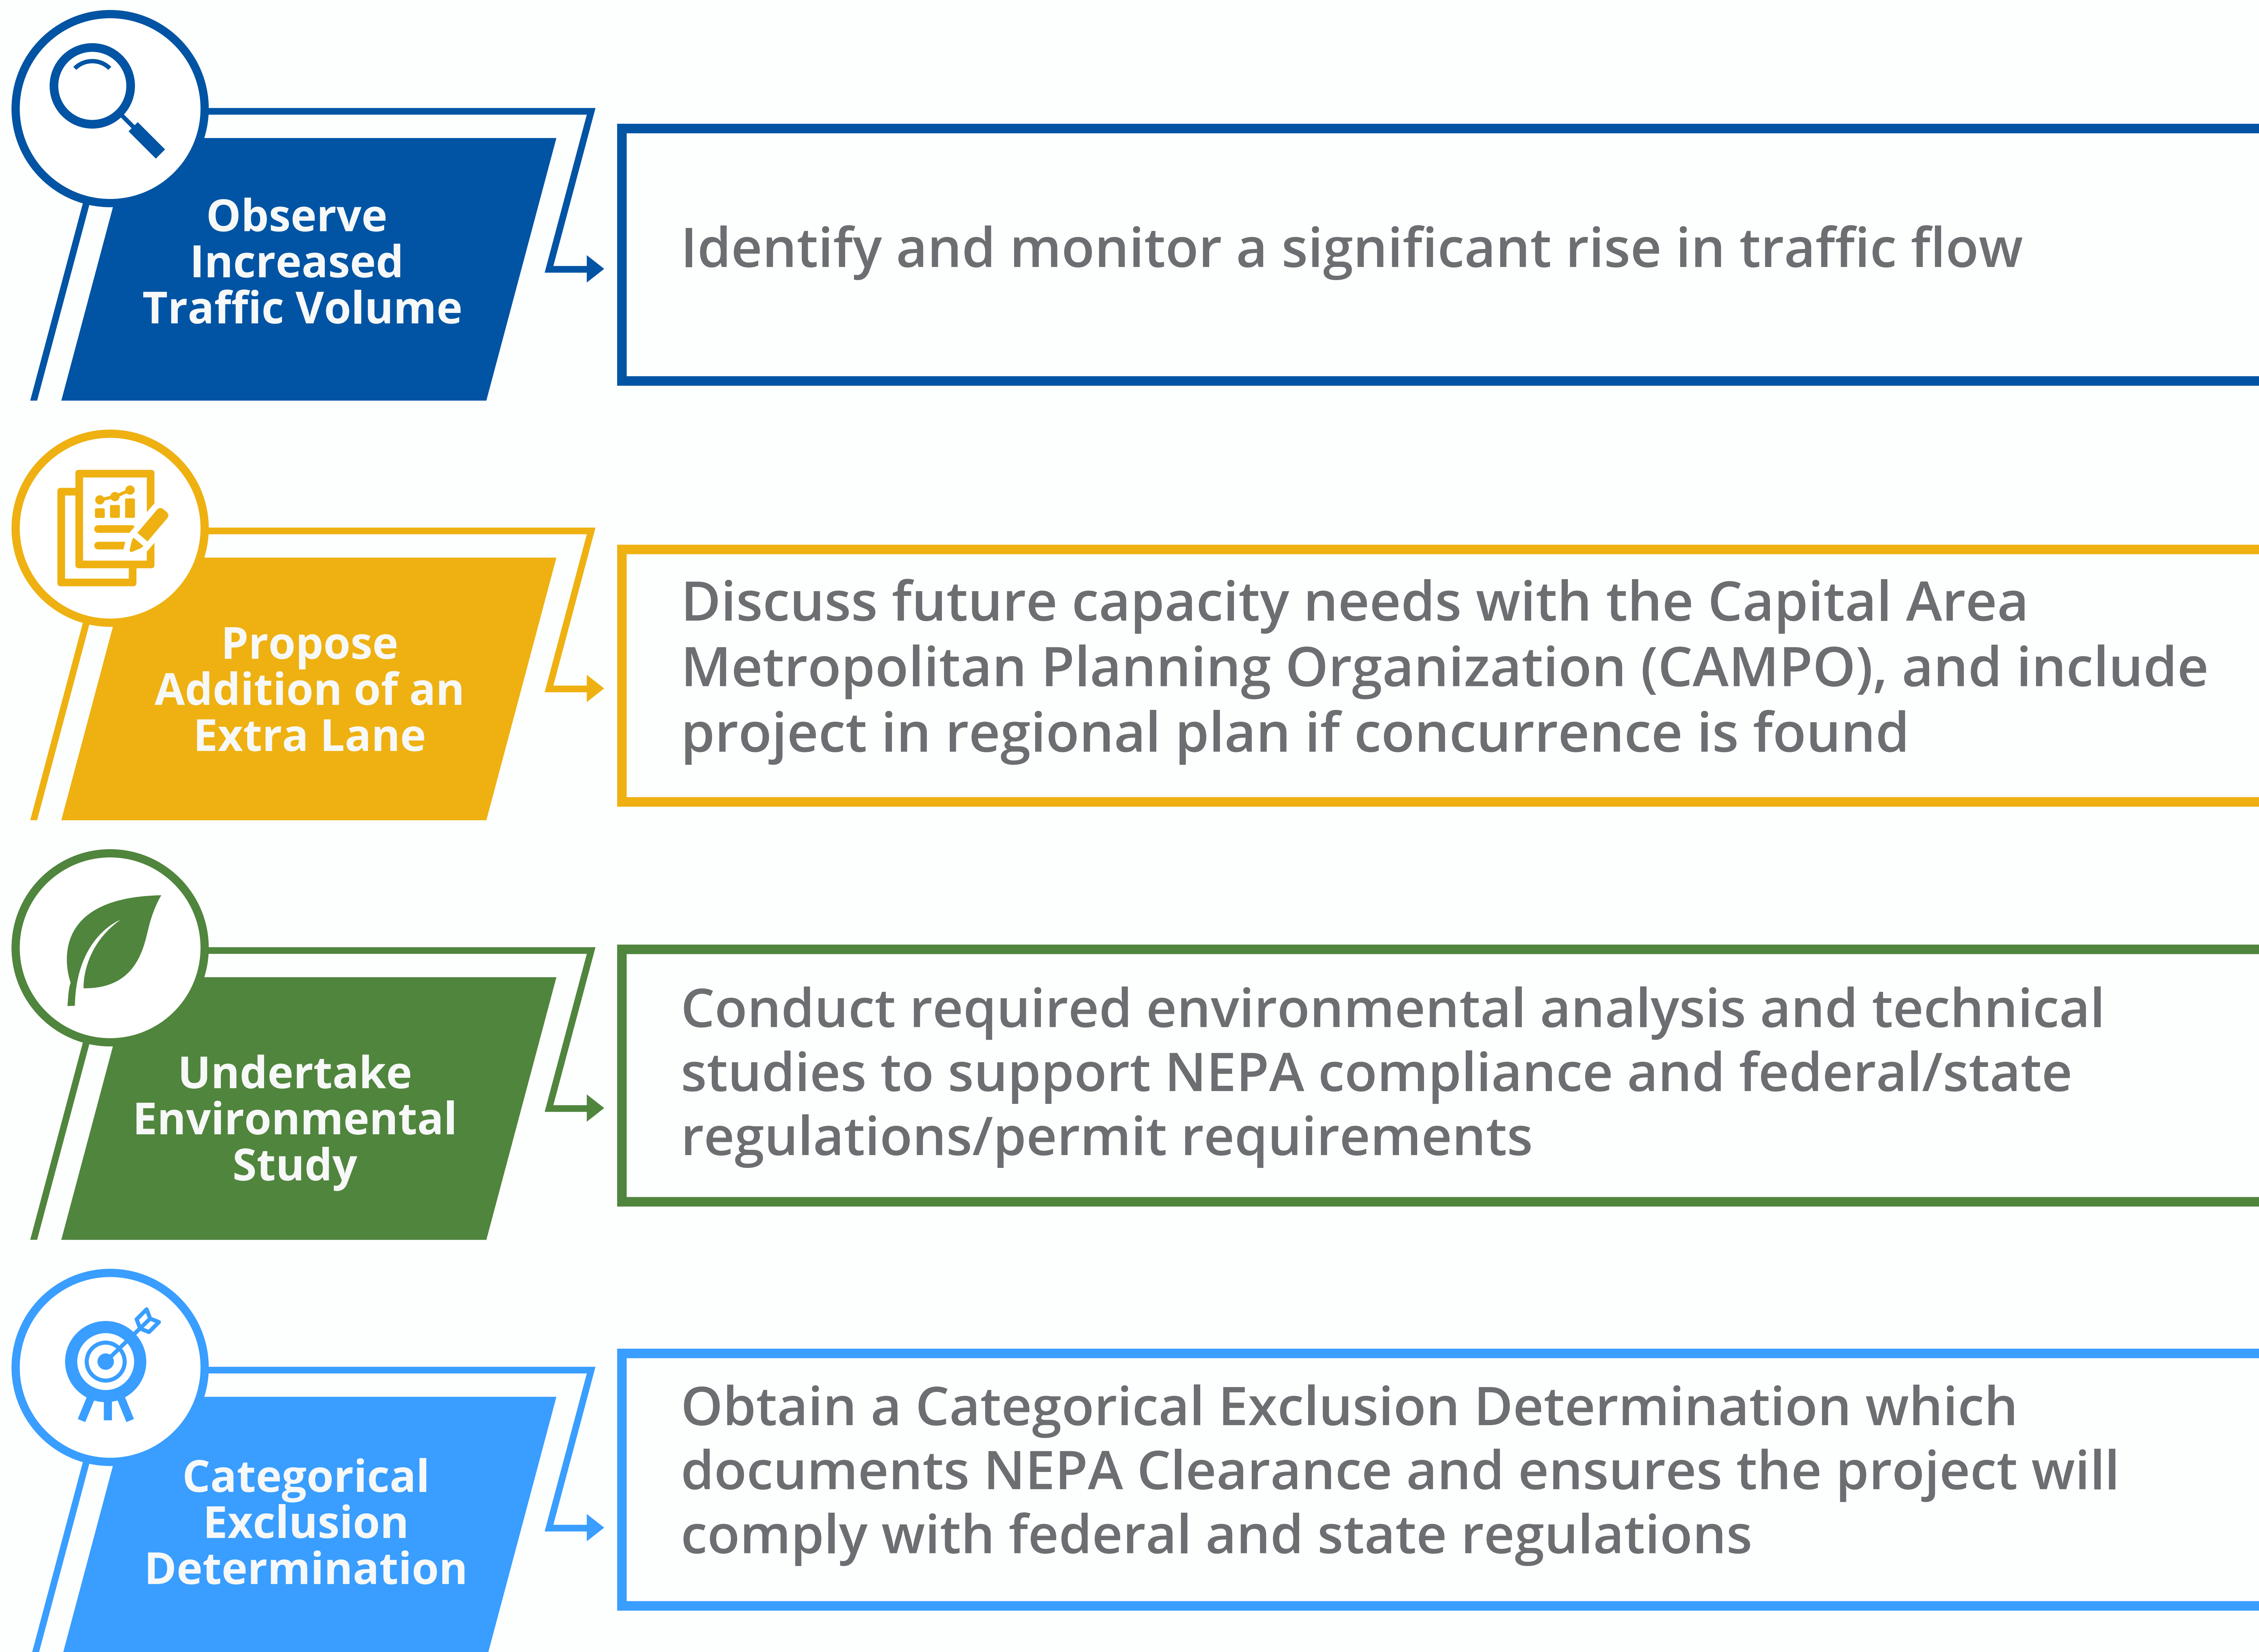 Observe
Increased
Traffic Volume
Identify and monitor a significant rise in traffic flow
Propose
Addition of an
Extra Lane
Discuss future capacity needs with the Capital Area
Metropolitan Planning Organization (CAMPO), and include
project in regional plan if concurrence is found
Undertake
Environmental
Study
Conduct required environmental analysis and technical
studies to support NEPA compliance and federal/state
regulations/permit requirements
Categorical
Exclusion
Determination
Obtain a Categorical Exclusion Determination which
documents NEPA Clearance and ensures the project will
comply with federal and state regulations